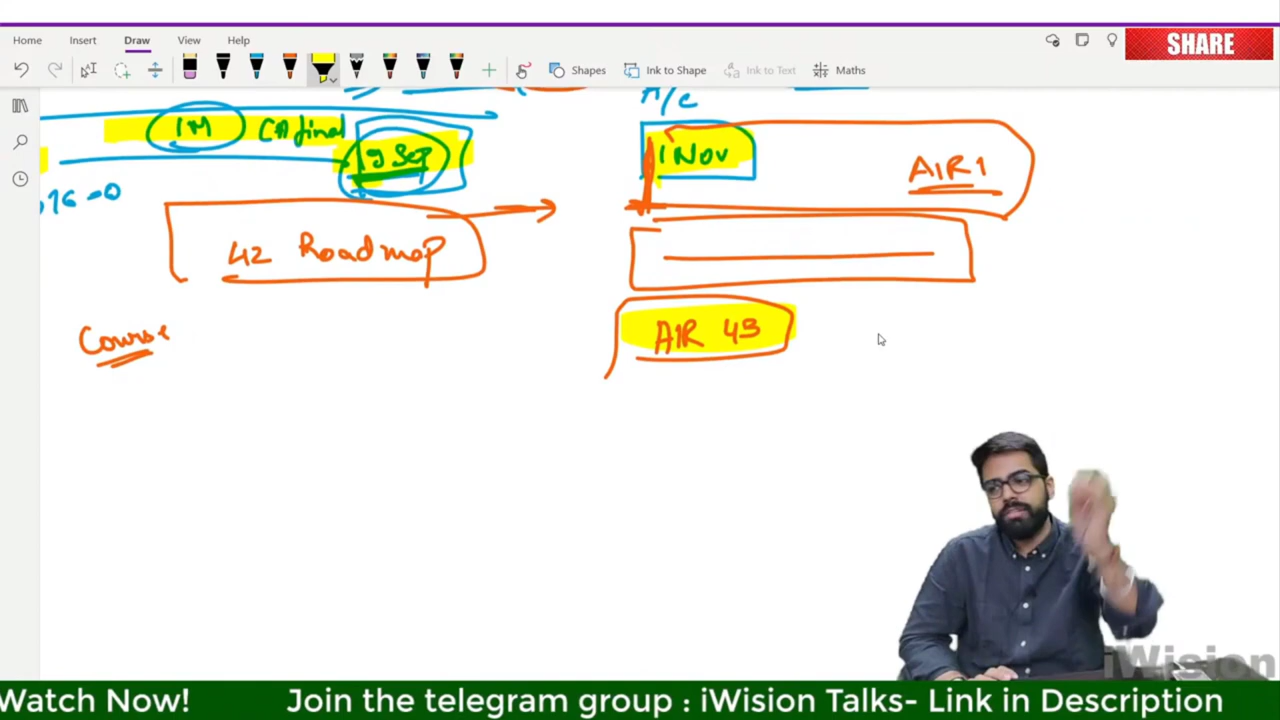 Home Insert Draw View Help
SHARE
Shapes Ink to Shape Ink to Text Maths
A/C
1M CA final
19 Sep
1 Nov
AIR 1
42 Roadmap
AIR 43
Course
iWision
Watch Now! Join the telegram group : iWision Talks- Link in Description